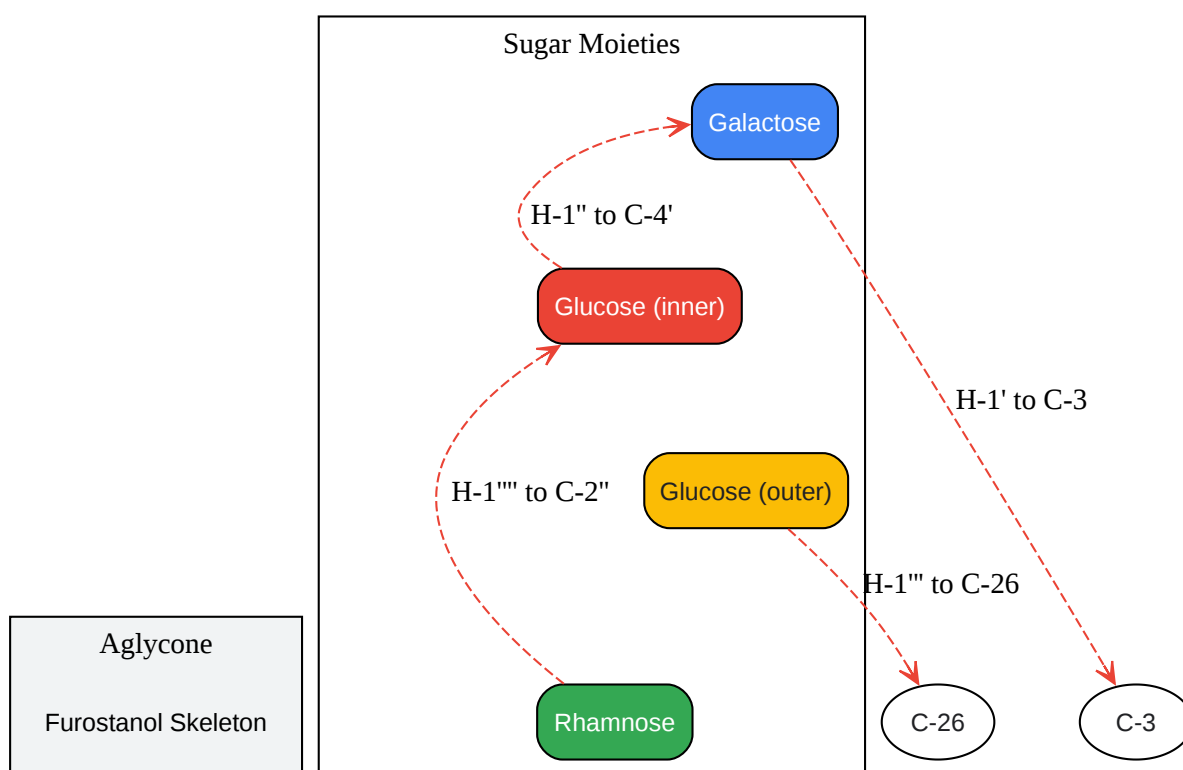 Sugar Moieties
Galactose
H-1'' to C-4'
Glucose (inner)
H-1' to C-3
H-1'''' to C-2''
Glucose (outer)
H-1''' to C-26
Aglycone
Furostanol Skeleton
Rhamnose
C-26
C-3